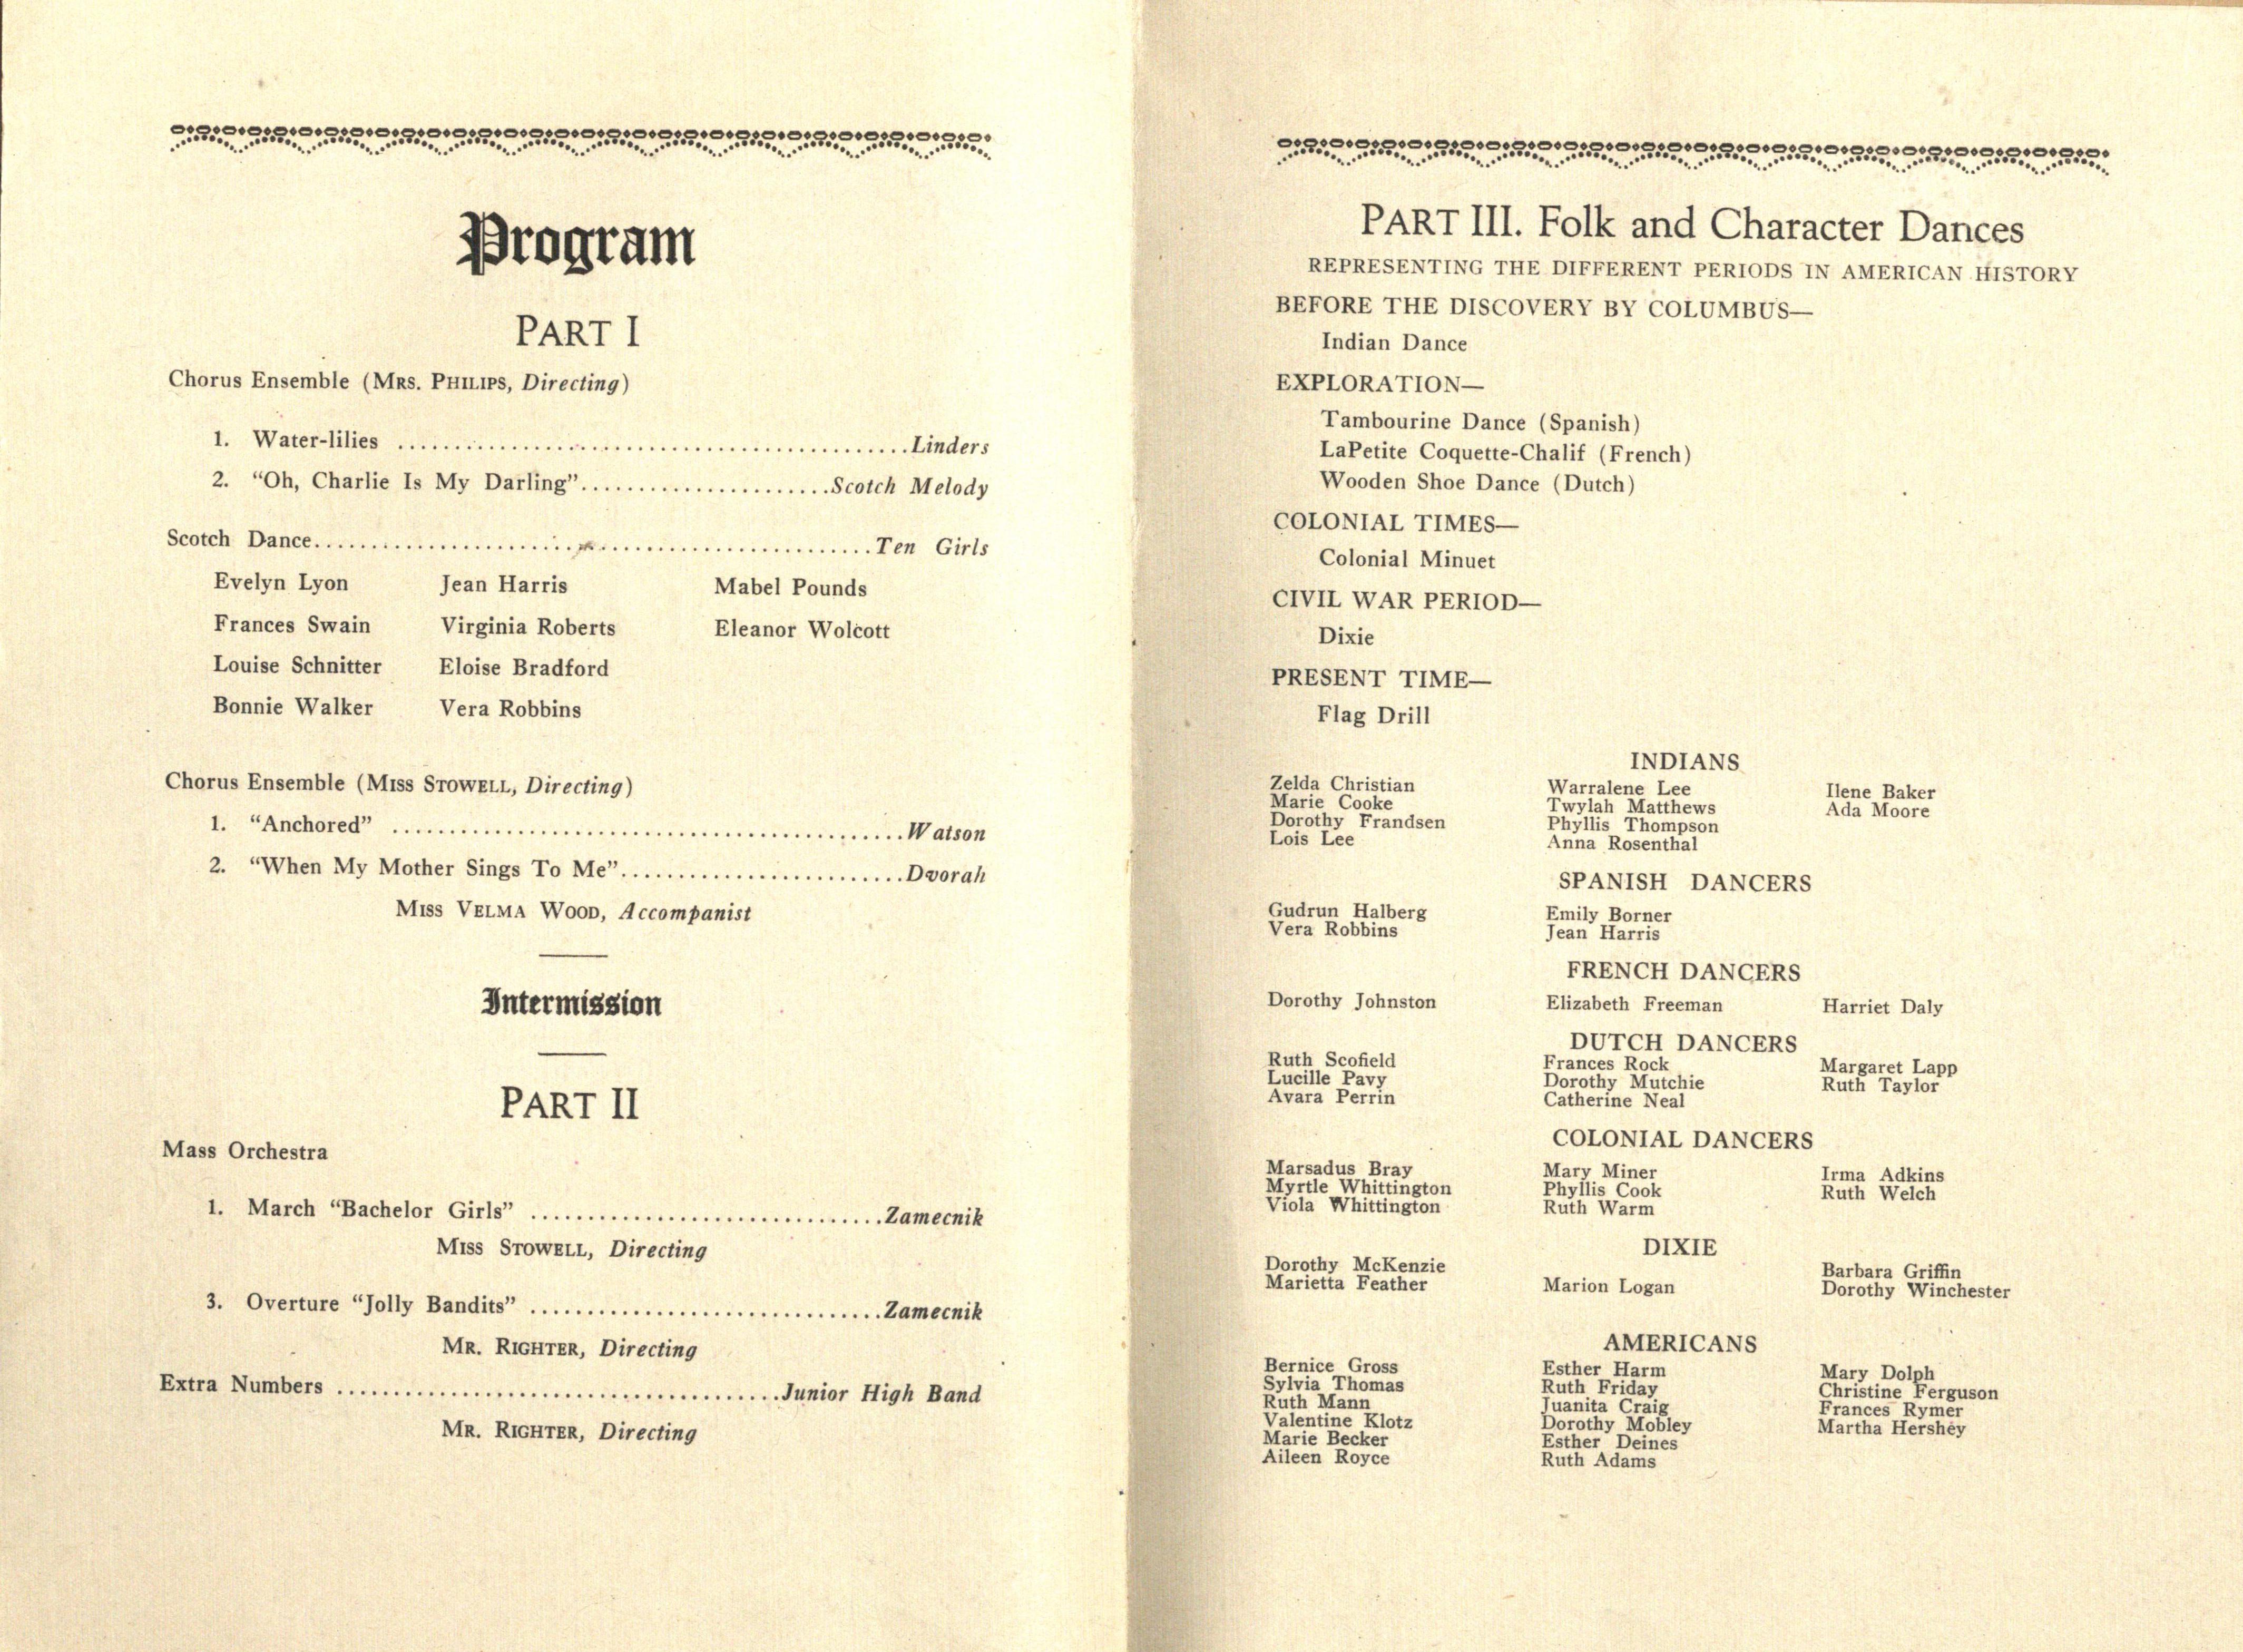 Program
PART I
Chorus Ensemble (MRS. PHILIPS, Directing)
1. Water-lilies ........................................ Linders
2. "Oh, Charlie Is My Darling"...................... Scotch Melody
Scotch Dance.................................................. Ten Girls
Evelyn Lyon Jean Harris Mabel Pounds
Frances Swain Virginia Roberts Eleanor Wolcott
Louise Schnitter Eloise Bradford
Bonnie Walker Vera Robbins
Chorus Ensemble (MISS STOWELL, Directing)
1. "Anchored" ............................................. Watson
2. "When My Mother Sings To Me"......................... Dvorah
MISS VELMA WOOD, Accompanist
Intermission
PART II
Mass Orchestra
1. March "Bachelor Girls" ............................... Zamecnik
MISS STOWELL, Directing
3. Overture "Jolly Bandits" ............................... Zamecnik
MR. RIGHTER, Directing
Extra Numbers ....................................... Junior High Band
MR. RIGHTER, Directing
PART III. Folk and Character Dances
REPRESENTING THE DIFFERENT PERIODS IN AMERICAN HISTORY
BEFORE THE DISCOVERY BY COLUMBUS—
Indian Dance
EXPLORATION—
Tambourine Dance (Spanish)
LaPetite Coquette-Chalif (French)
Wooden Shoe Dance (Dutch)
COLONIAL TIMES—
Colonial Minuet
CIVIL WAR PERIOD—
Dixie
PRESENT TIME—
Flag Drill
INDIANS
Zelda Christian Warralene Lee Ilene Baker
Marie Cooke Twylah Matthews Ada Moore
Dorothy Frandsen Phyllis Thompson
Lois Lee Anna Rosenthal
SPANISH DANCERS
Gudrun Halberg Emily Borner
Vera Robbins Jean Harris
FRENCH DANCERS
Dorothy Johnston Elizabeth Freeman Harriet Daly
DUTCH DANCERS
Ruth Scofield Frances Rock Margaret Lapp
Lucille Pavy Dorothy Mutchie Ruth Taylor
Avara Perrin Catherine Neal
COLONIAL DANCERS
Marsadus Bray Mary Miner Irma Adkins
Myrtle Whittington Phyllis Cook Ruth Welch
Viola Whittington Ruth Warm
DIXIE
Dorothy McKenzie Barbara Griffin
Marietta Feather Marion Logan Dorothy Winchester
AMERICANS
Bernice Gross Esther Harm Mary Dolph
Sylvia Thomas Ruth Friday Christine Ferguson
Ruth Mann Juanita Craig Frances Rymer
Valentine Klotz Dorothy Mobley Martha Hershey
Marie Becker Esther Deines
Aileen Royce Ruth Adams